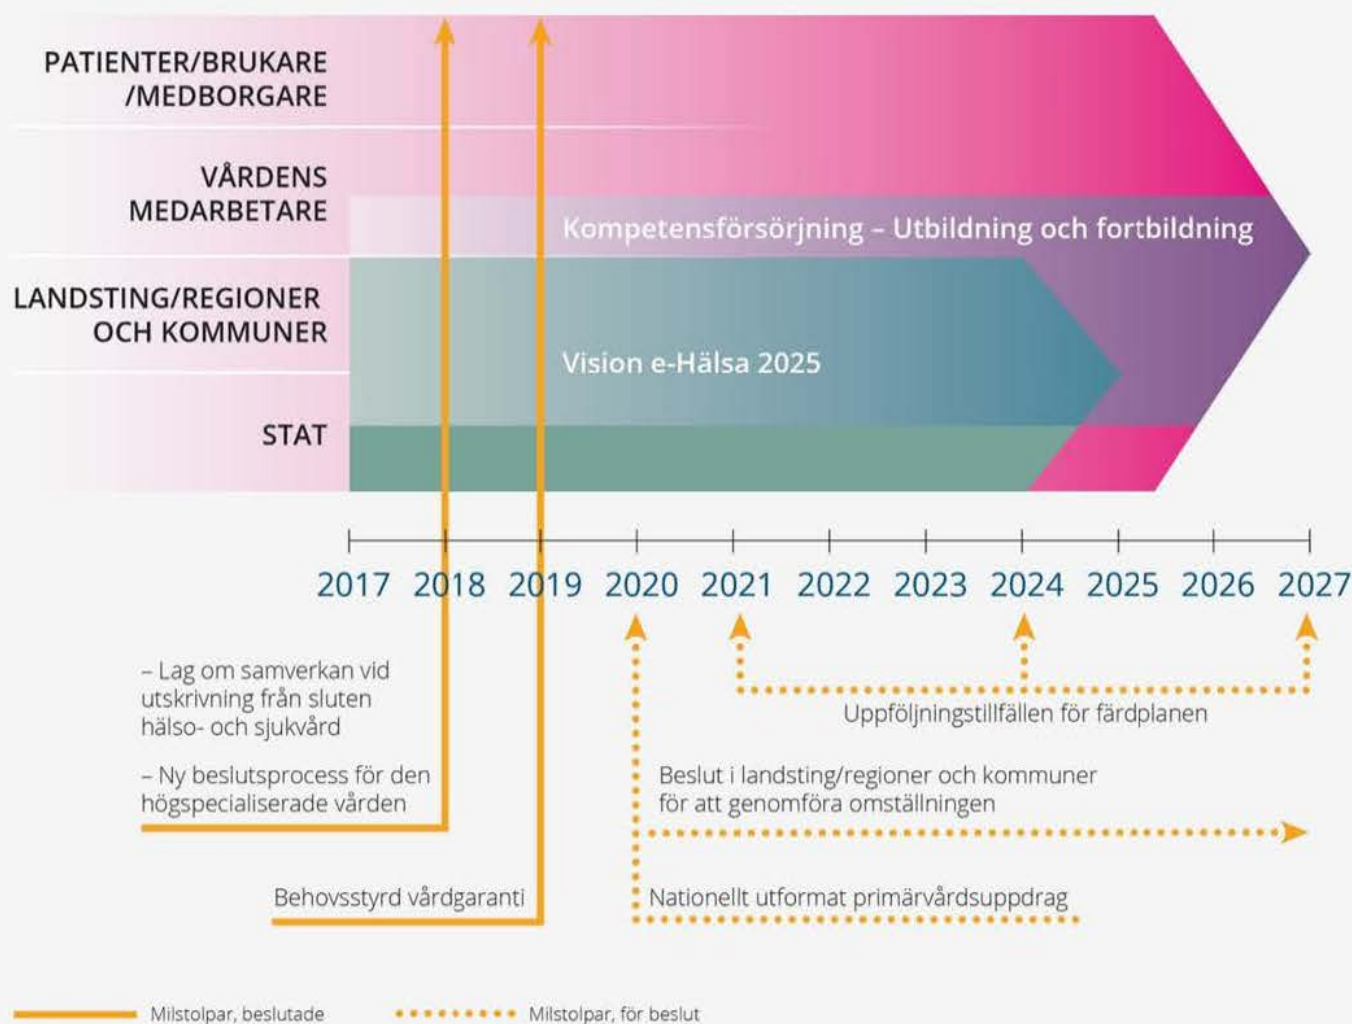 PATIENTER/BRUKARE
/MEDBORGARE
VÅRDENS
MEDARBETARE
Kompetensförsörjning – Utbildning och fortbildning
LANDSTING/REGIONER
OCH KOMMUNER
Vision e-Hälsa 2025
STAT
2017 2018 2019 2020 2021 2022 2023 2024 2025 2026 2027
– Lag om samverkan vid
utskrivning från sluten
hälso- och sjukvård
– Ny beslutsprocess för den
högspecialiserade vården
Uppföljningstillfällen för färdplanen
Beslut i landsting/regioner och kommuner
för att genomföra omställningen
Behovsstyrd vårdgaranti
Nationellt utformat primärvårdsuppdrag
Milstolpar, beslutade
Milstolpar, för beslut